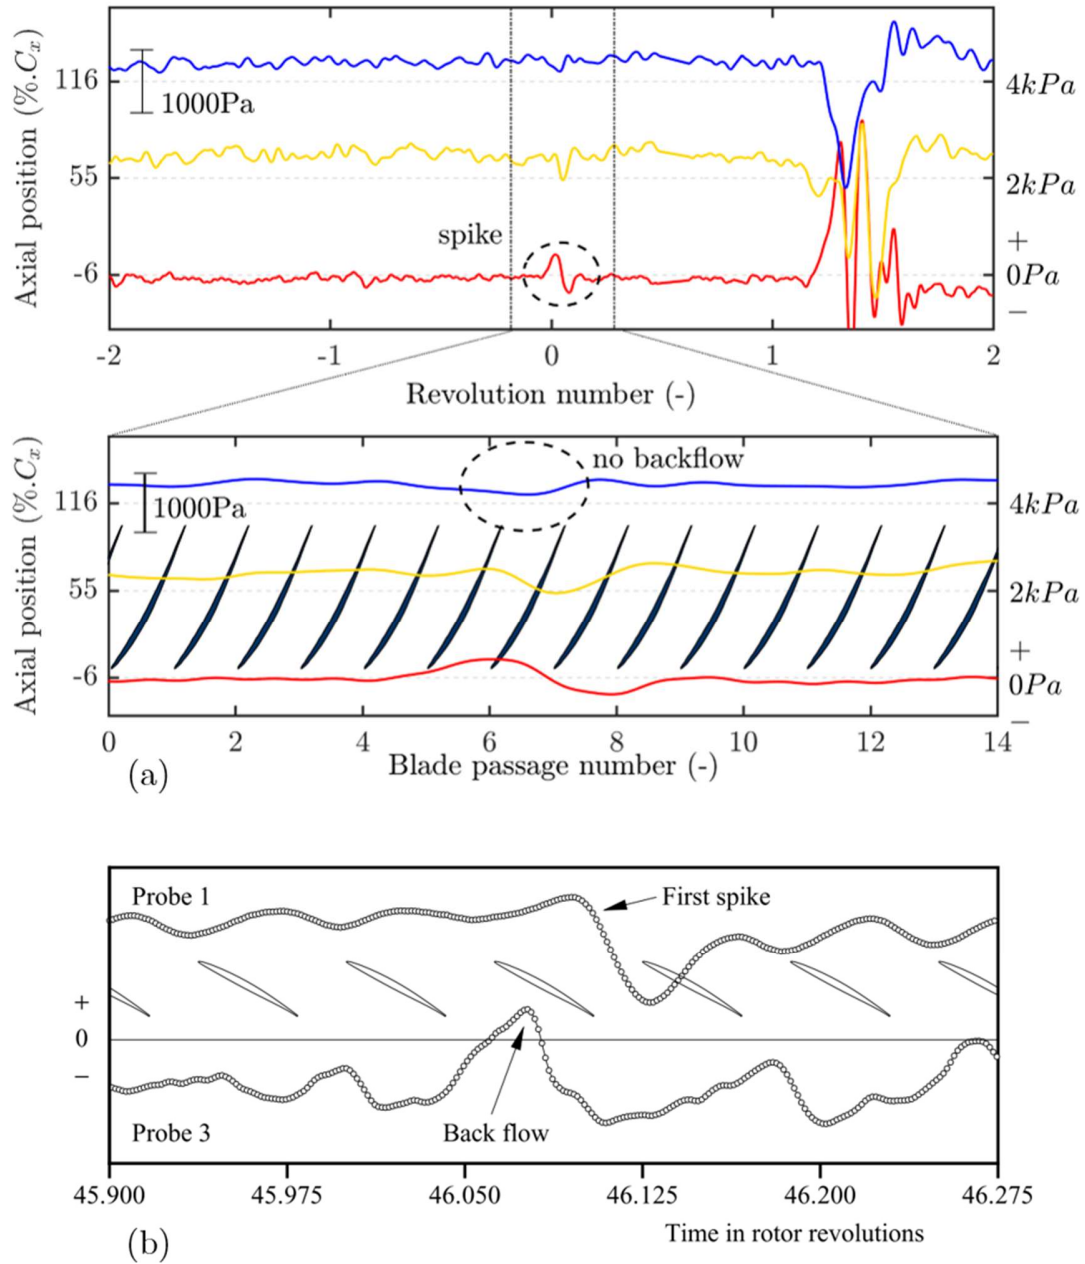 Axial position (%.Cₓ)
1000Pa
116
4kPa
55
2kPa
spike
+
-6
0Pa
−
-2
-1
0
1
2
Revolution number (-)
Axial position (%.Cₓ)
no backflow
1000Pa
116
4kPa
55
2kPa
+
-6
0Pa
−
0 2 4 6 8 10 12 14
Blade passage number (-)
(a)
Probe 1
First spike
+
0
−
Probe 3
Back flow
45.900 45.975 46.050 46.125 46.200 46.275
Time in rotor revolutions
(b)